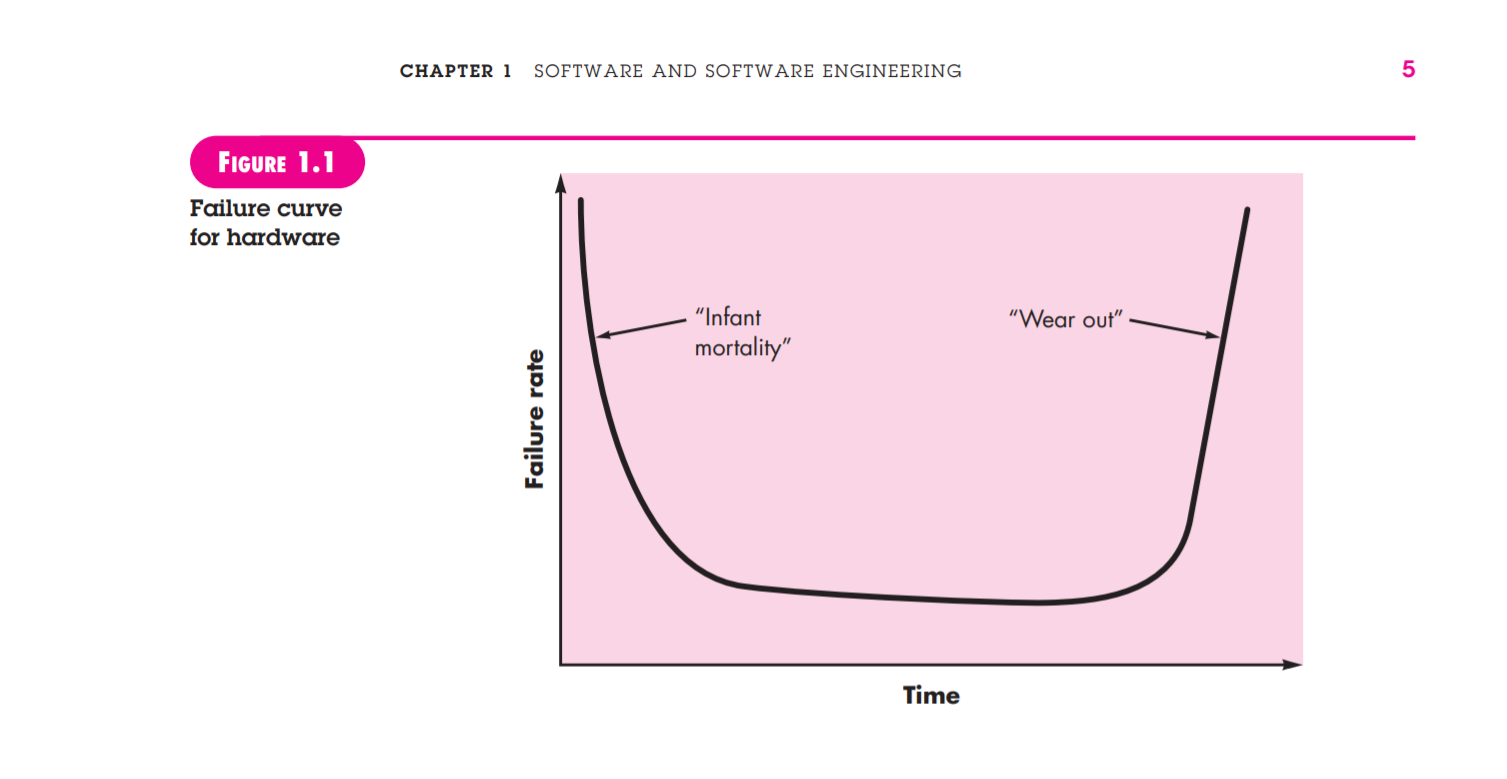 CHAPTER 1 SOFTWARE AND SOFTWARE ENGINEERING 5
FIGURE 1.1
Failure curve
for hardware
“Infant
mortality”
“Wear out”
Failure rate
Time